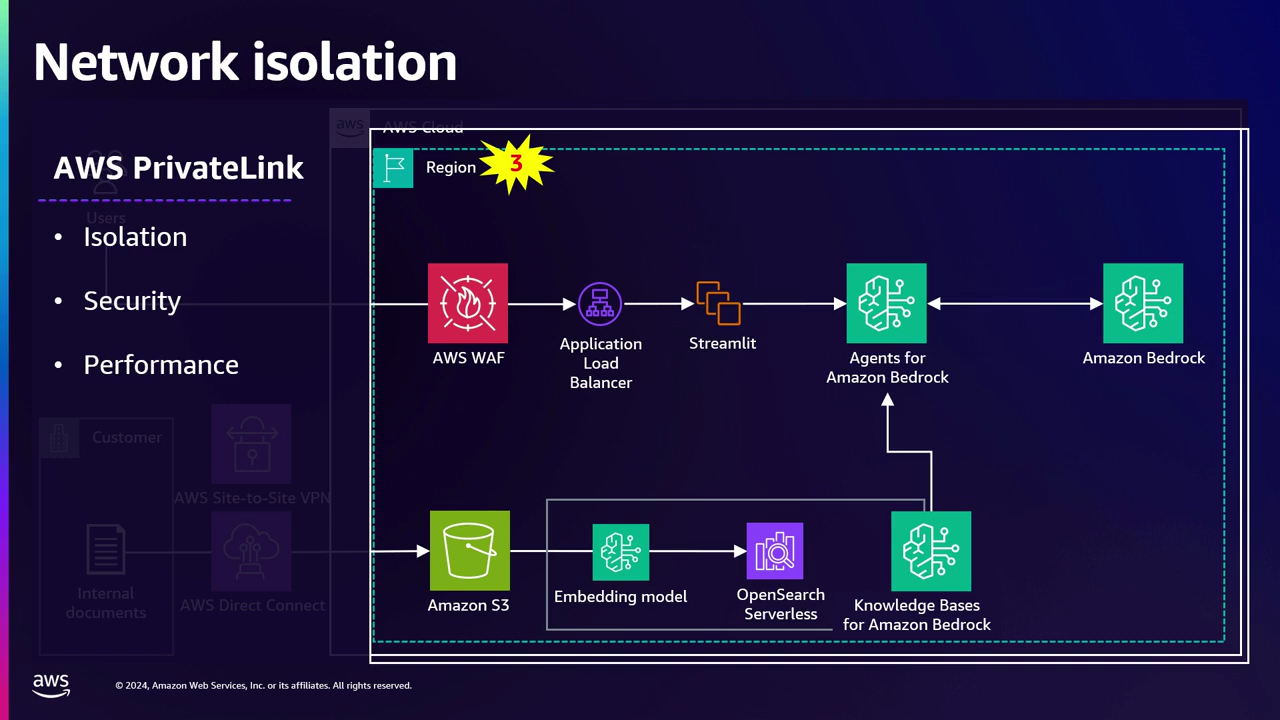 Network isolation
aws
AWS Cloud
AWS PrivateLink
Region
3
Users
• Isolation
• Security
• Performance
AWS WAF
Application
Load
Balancer
Streamlit
Agents for
Amazon Bedrock
Amazon Bedrock
Customer
AWS Site-to-Site VPN
Internal
documents
AWS Direct Connect
Amazon S3
Embedding model
OpenSearch
Serverless
Knowledge Bases
for Amazon Bedrock
aws
© 2024, Amazon Web Services, Inc. or its affiliates. All rights reserved.